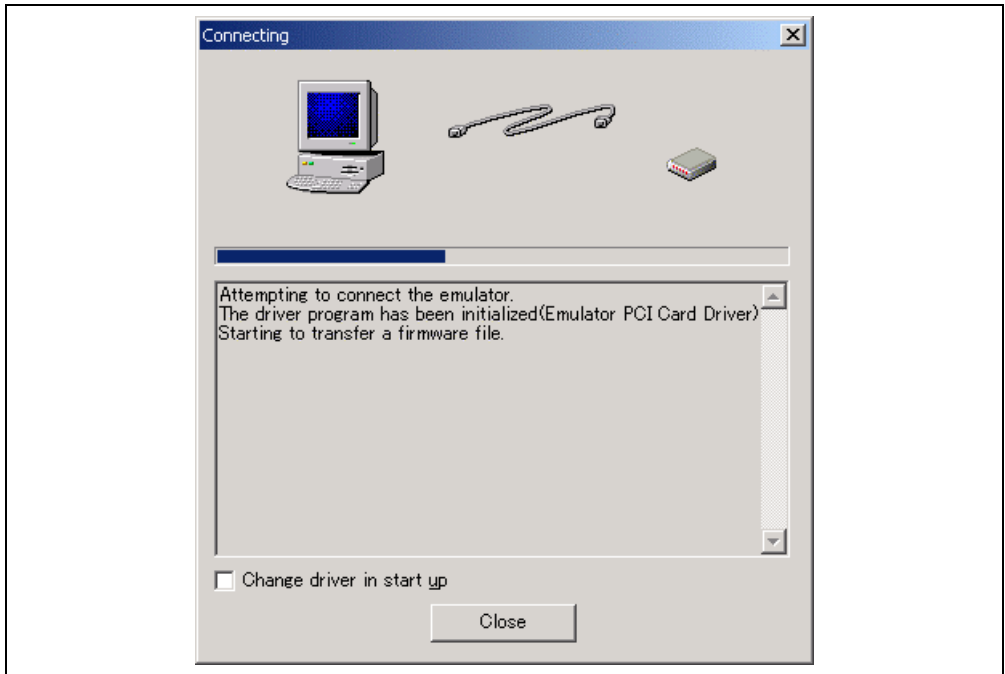 Connecting
Attempting to connect the emulator.
The driver program has been initialized(Emulator PCI Card Driver)
Starting to transfer a firmware file.
Change driver in start up
Close